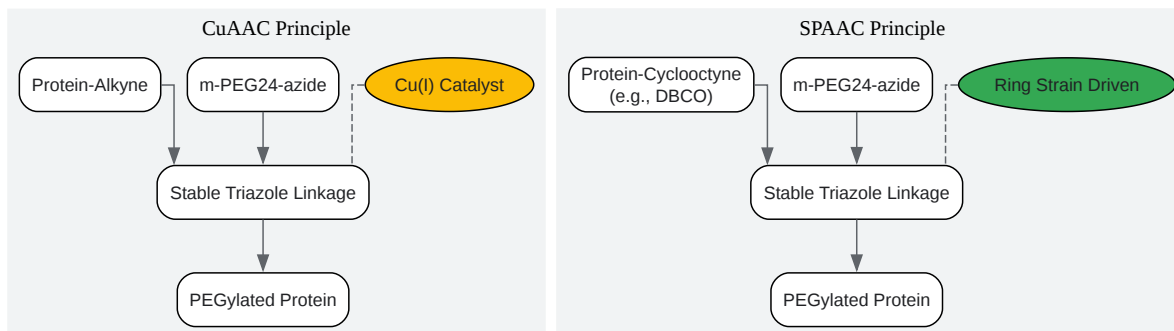 CuAAC Principle
Protein-Alkyne
m-PEG24-azide
Cu(I) Catalyst
Stable Triazole Linkage
PEGylated Protein
SPAAC Principle
Protein-Cyclooctyne
(e.g., DBCO)
m-PEG24-azide
Ring Strain Driven
Stable Triazole Linkage
PEGylated Protein